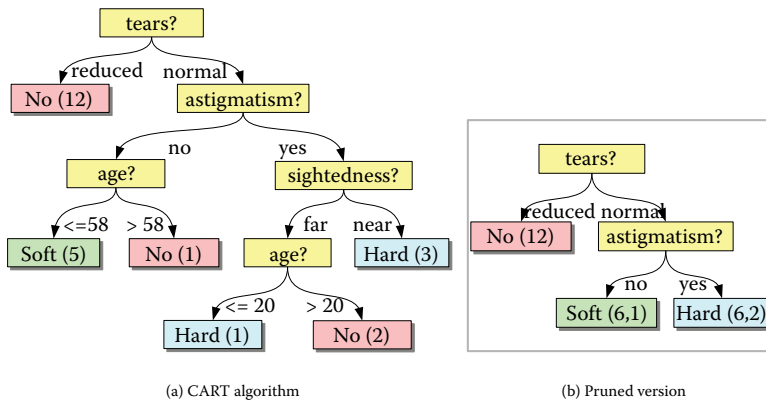 tears?
reduced
normal
No (12)
astigmatism?
no
yes
age?
sightedness?
<=58
> 58
far
near
Soft (5)
No (1)
age?
Hard (3)
<= 20
> 20
Hard (1)
No (2)
(a) CART algorithm
tears?
reduced
normal
No (12)
astigmatism?
no
yes
Soft (6,1)
Hard (6,2)
(b) Pruned version